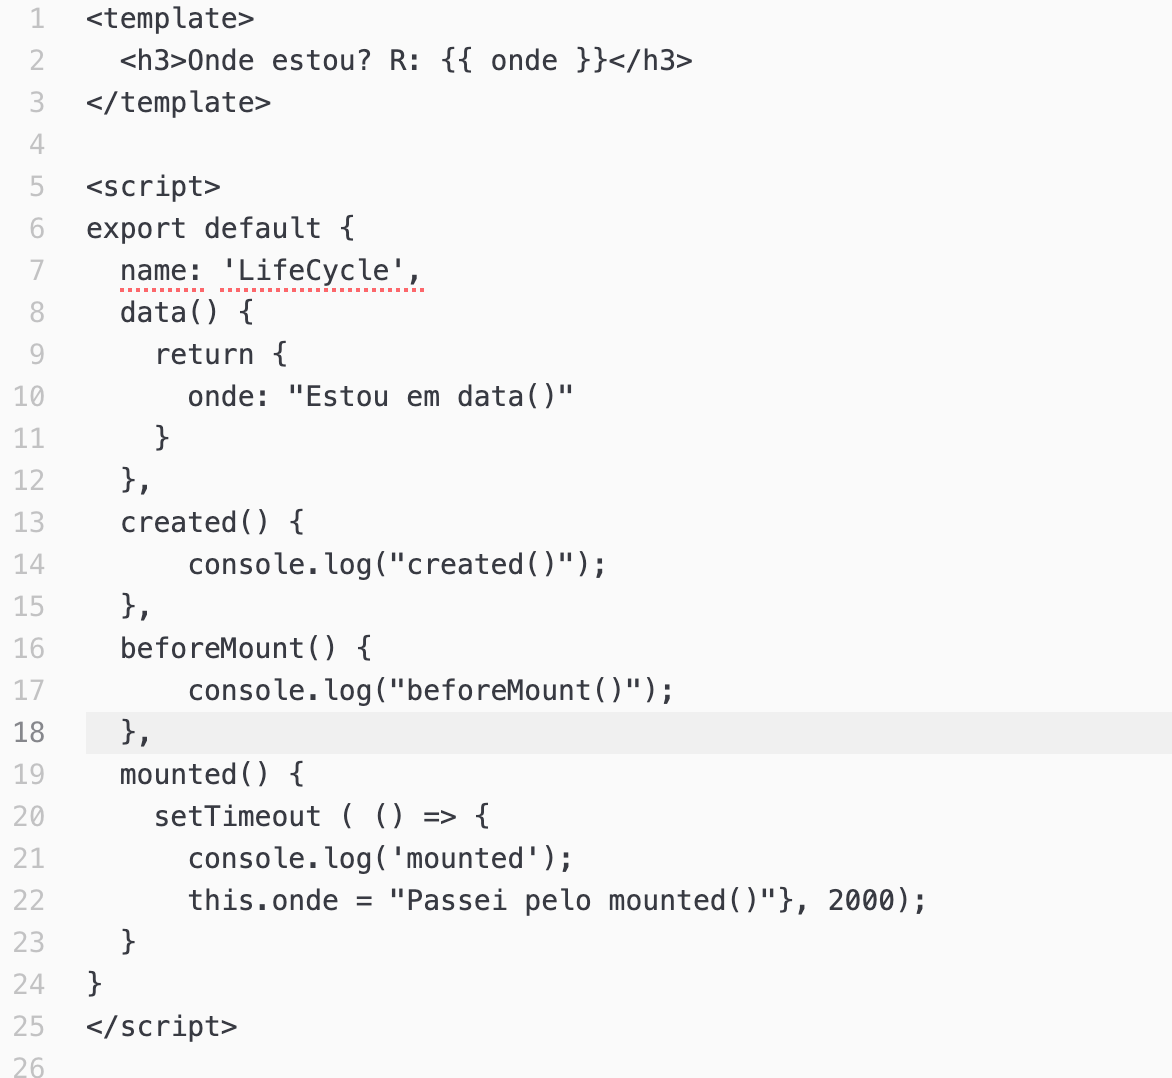 1 <template>
2   <h3>Onde estou? R: {{ onde }}</h3>
3 </template>
4
5 <script>
6 export default {
7   name: 'LifeCycle',
8   data() {
9     return {
10       onde: "Estou em data()"
11     }
12   },
13   created() {
14       console.log("created()");
15   },
16   beforeMount() {
17       console.log("beforeMount()");
18   },
19   mounted() {
20     setTimeout ( () => {
21       console.log('mounted');
22       this.onde = "Passei pelo mounted()"}, 2000);
23   }
24 }
25 </script>
26